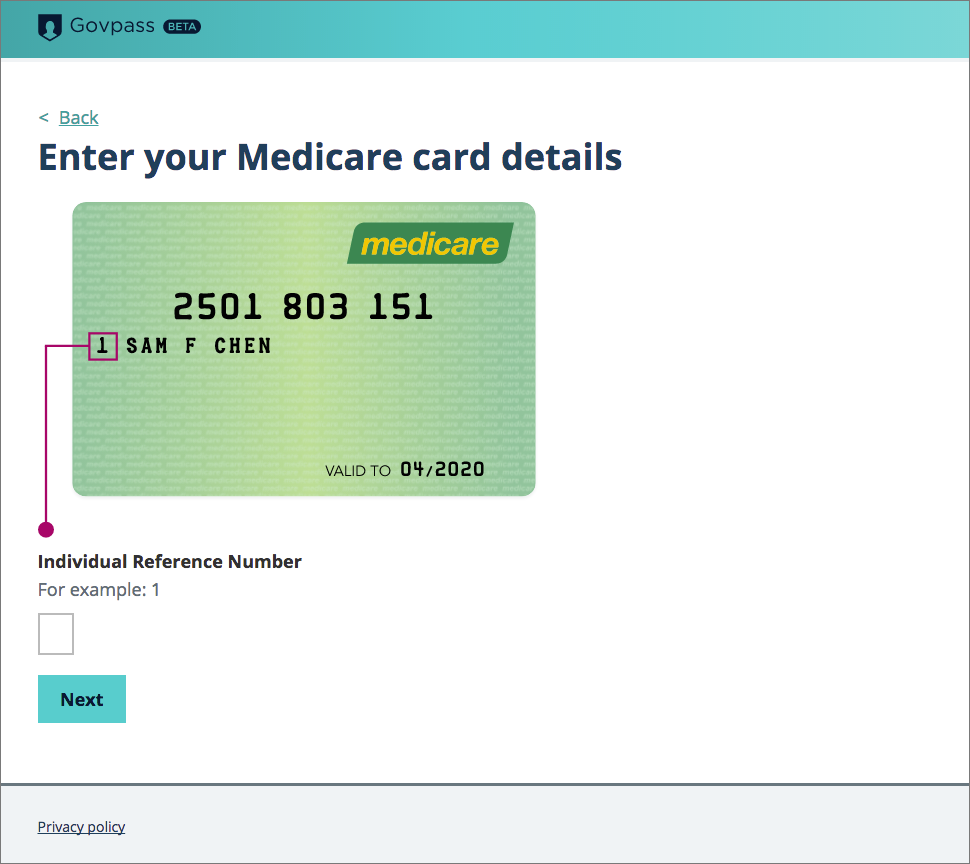 Govpass BETA
< Back
Enter your Medicare card details
medicare
2501 803 151
1 SAM F CHEN
VALID TO 04/2020
Individual Reference Number
For example: 1
Next
Privacy policy